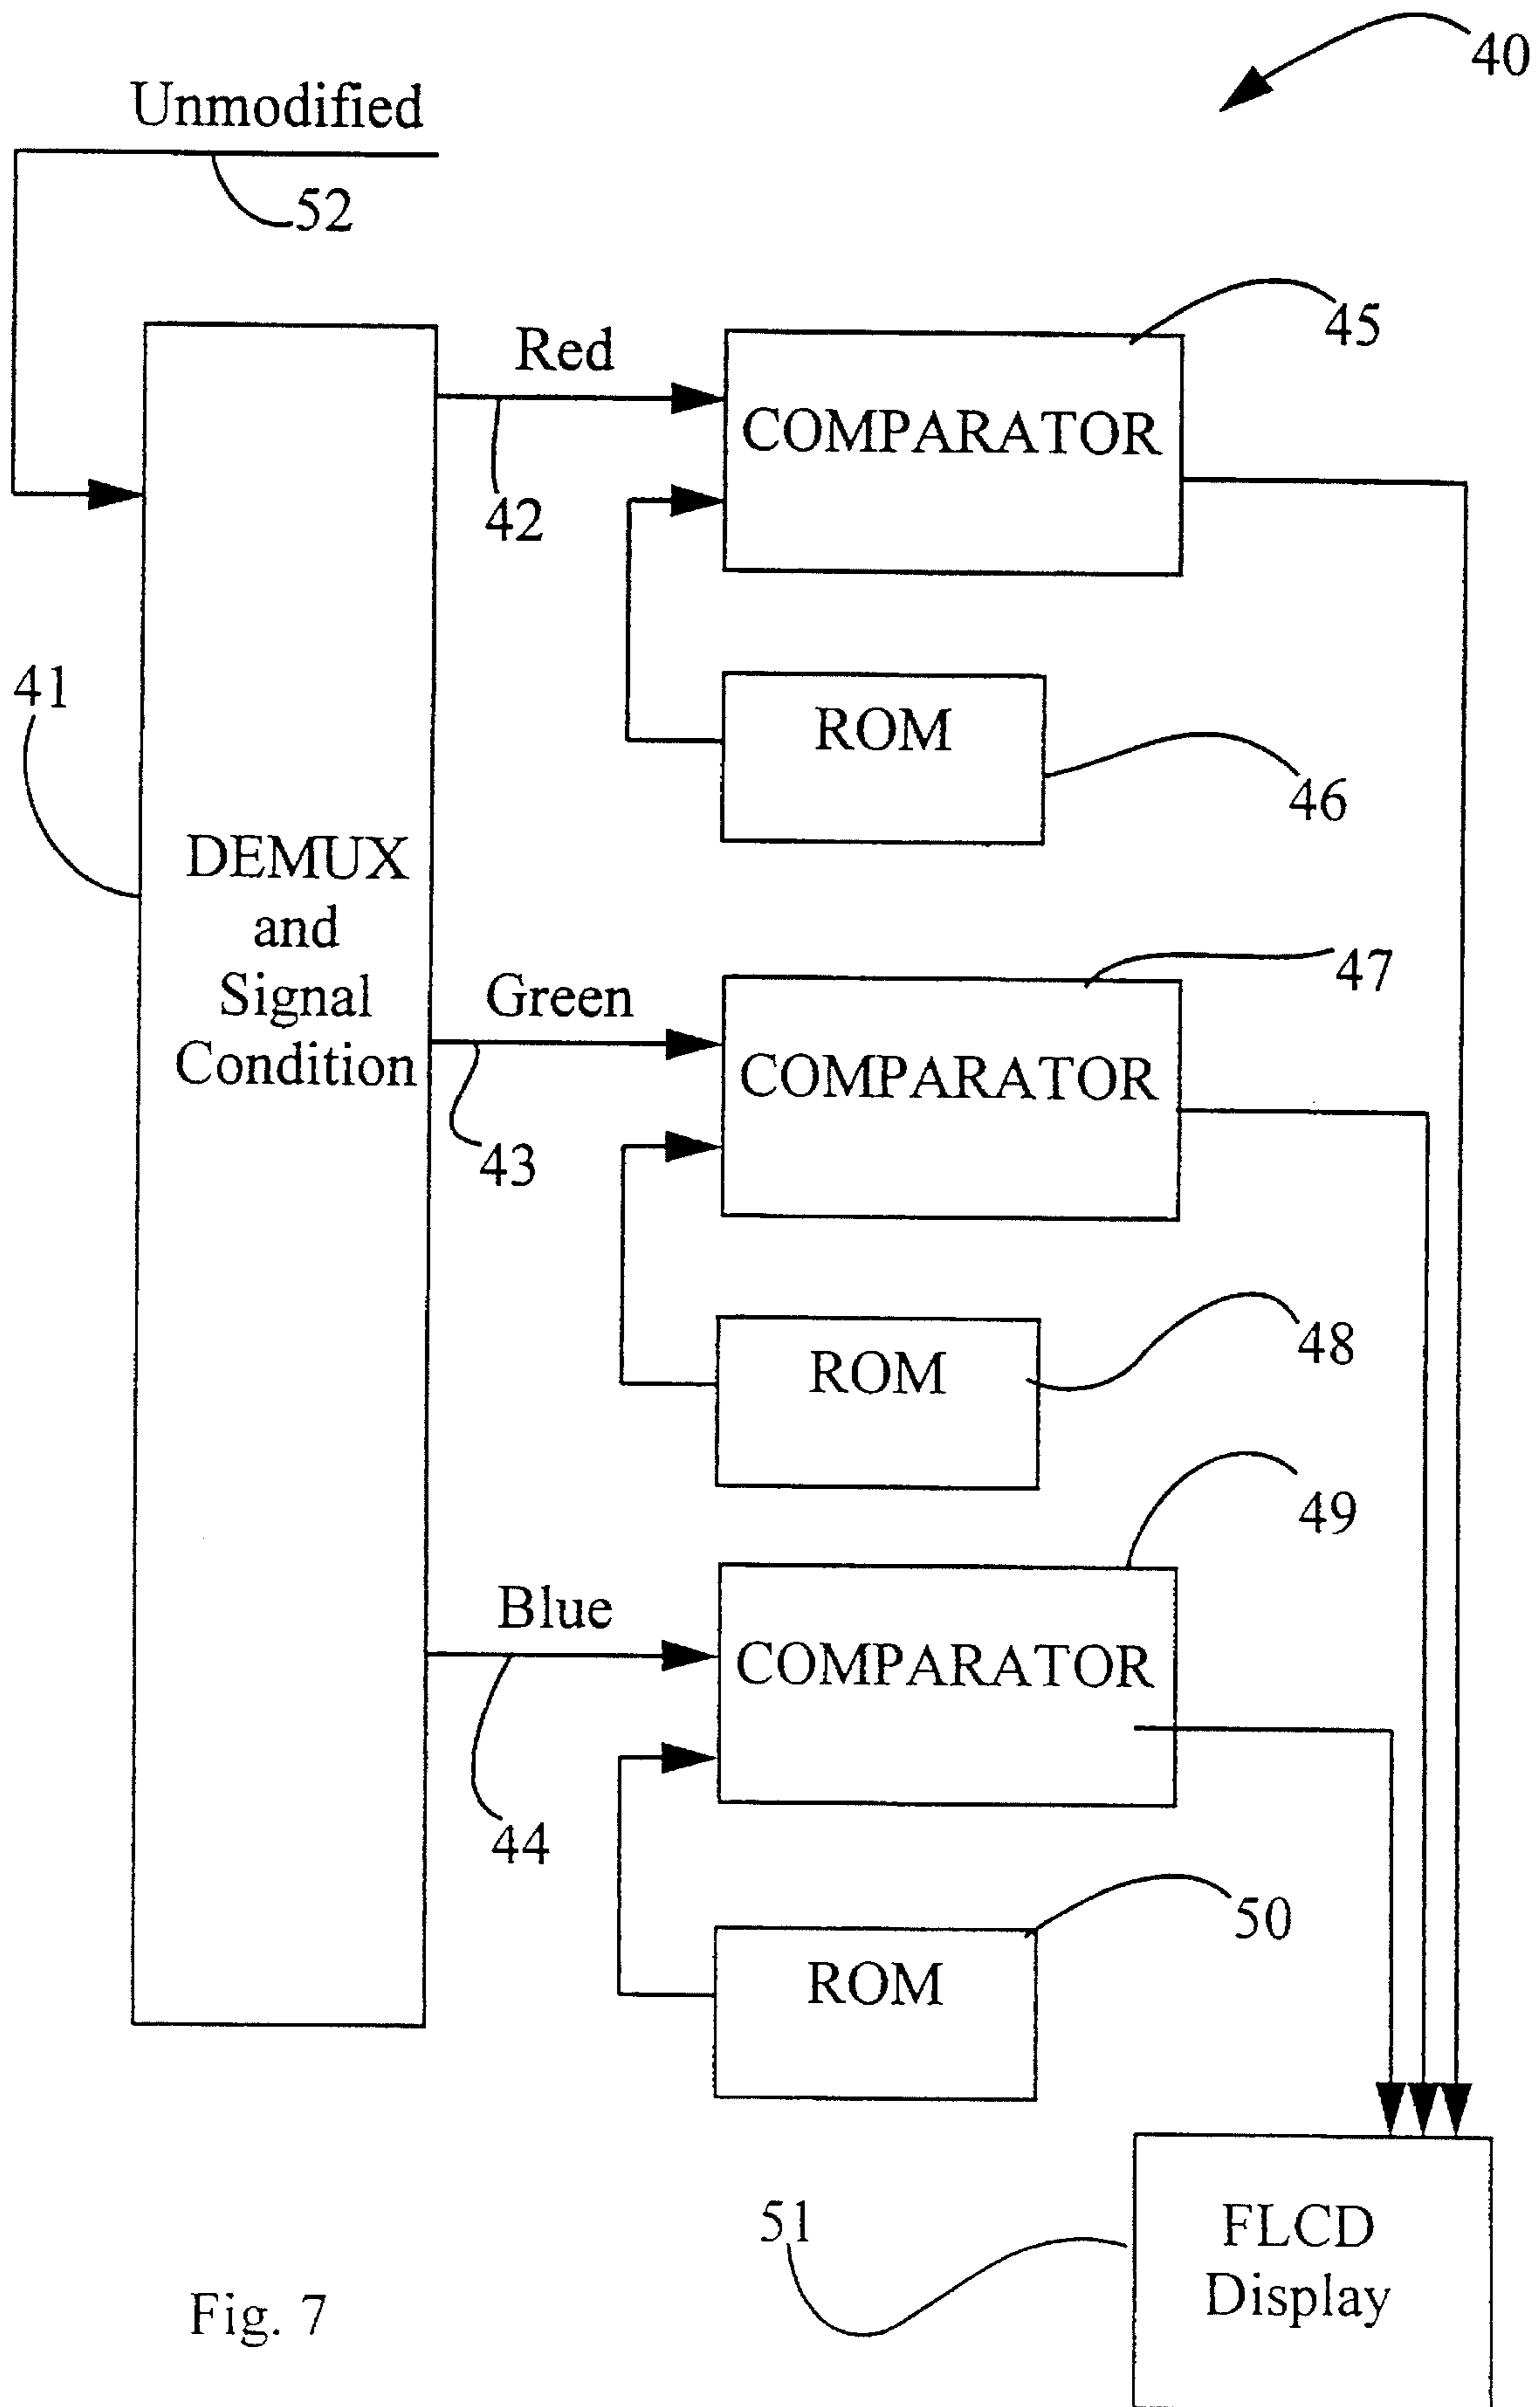 40
Unmodified
52
45
Red
COMPARATOR
42
41
ROM
46
DEMUX
and
Signal
Condition
47
Green
COMPARATOR
43
48
ROM
49
Blue
COMPARATOR
44
50
ROM
51
FLCD
Display
Fig. 7